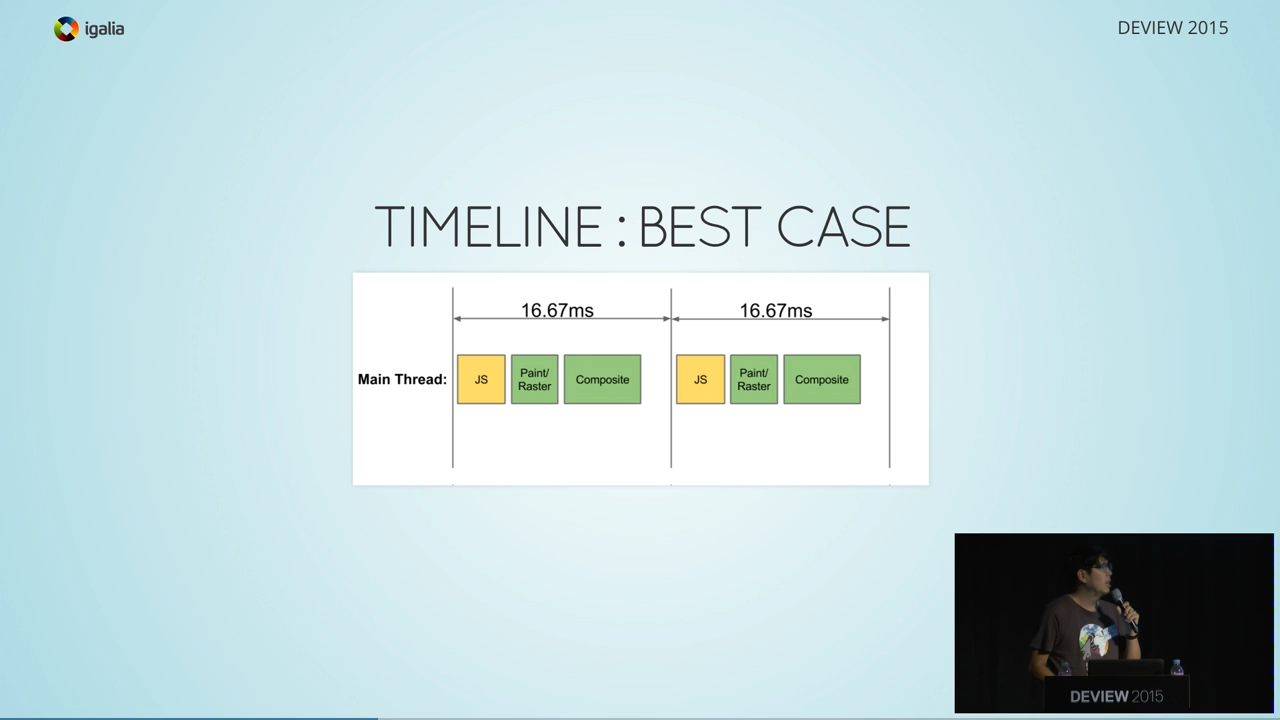 igalia
DEVIEW 2015
TIMELINE : BEST CASE
16.67ms 16.67ms
Main Thread: JS Paint/ Raster Composite JS Paint/ Raster Composite
DEVIEW 2015